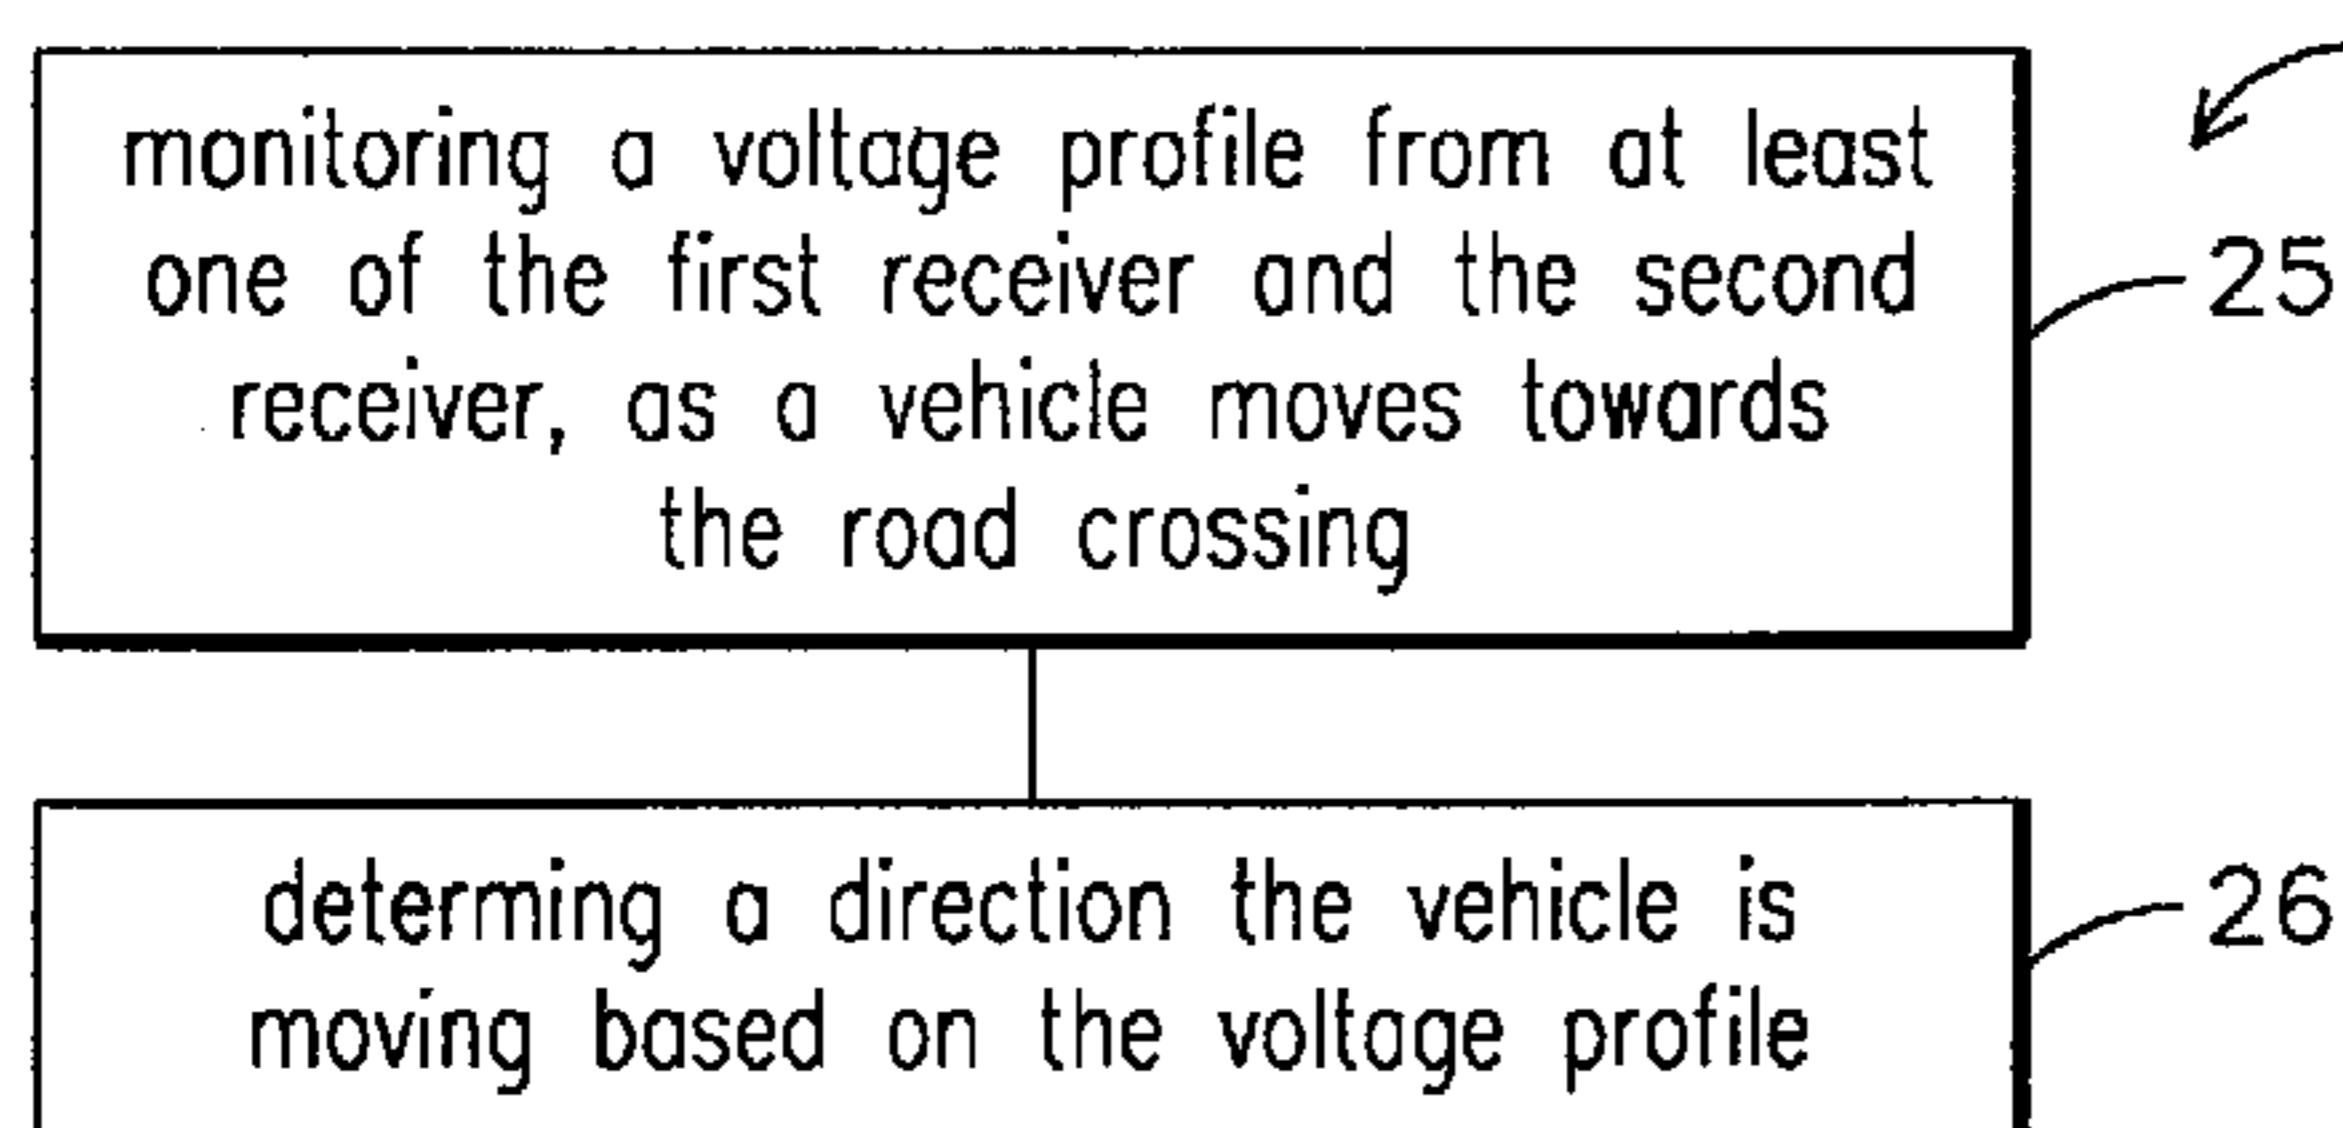 monitoring a voltage profile from at least
one of the first receiver and the second
receiver, as a vehicle moves towards
the road crossing
25
determing a direction the vehicle is
moving based on the voltage profile
26